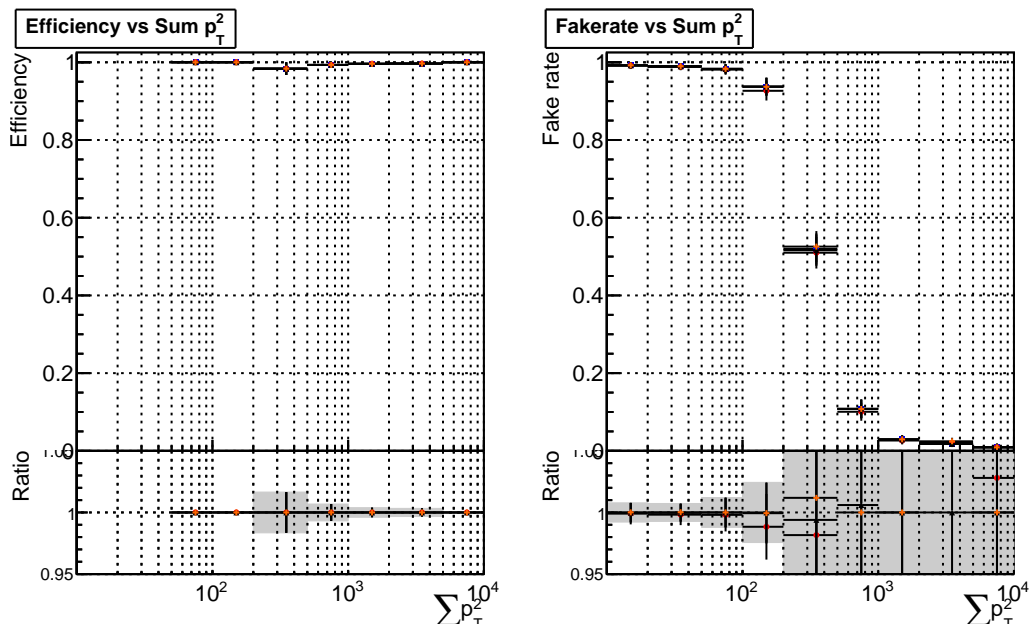 Efficiency vs Sum p_T^2
Efficiency
1
0.8
0.6
0.4
0.2
0
Ratio
1
0.95
10^2
10^3
10^4
∑p_T^2
Fakerate vs Sum p_T^2
Fake rate
1
0.8
0.6
0.4
0.2
0
Ratio
1
0.95
10^2
10^3
10^4
∑p_T^2